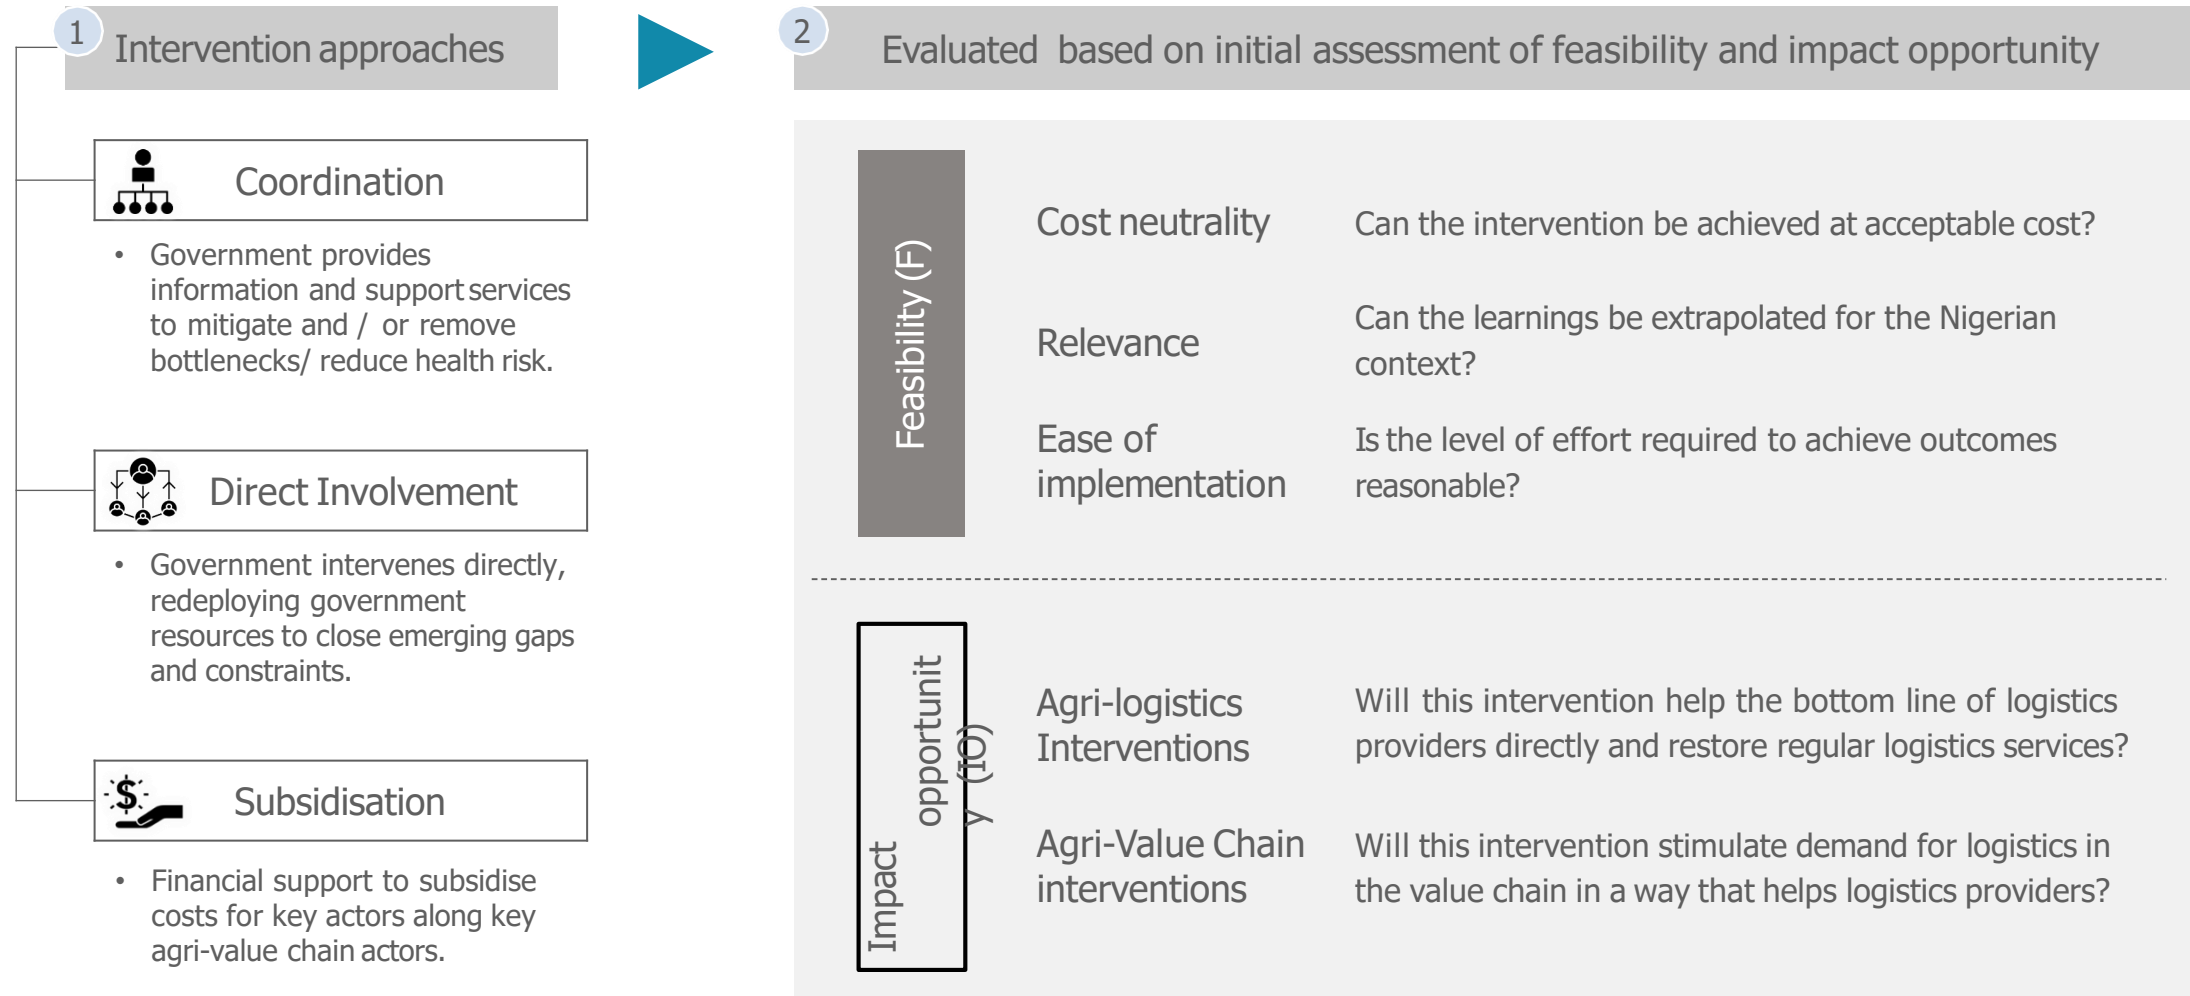 1
Intervention approaches
Coordination
• Government provides
information and support services
to mitigate and / or remove
bottlenecks/ reduce health risk.
Direct Involvement
• Government intervenes directly,
redeploying government
resources to close emerging gaps
and constraints.
Subsidisation
• Financial support to subsidise
costs for key actors along key
agri-value chain actors.
2
Evaluated based on initial assessment of feasibility and impact opportunity
Feasibility (F)
Cost neutrality
Can the intervention be achieved at acceptable cost?
Relevance
Can the learnings be extrapolated for the Nigerian
context?
Ease of
implementation
Is the level of effort required to achieve outcomes
reasonable?
Impact
opportunit
y (IO)
Agri-logistics
Interventions
Will this intervention help the bottom line of logistics
providers directly and restore regular logistics services?
Agri-Value Chain
interventions
Will this intervention stimulate demand for logistics in
the value chain in a way that helps logistics providers?